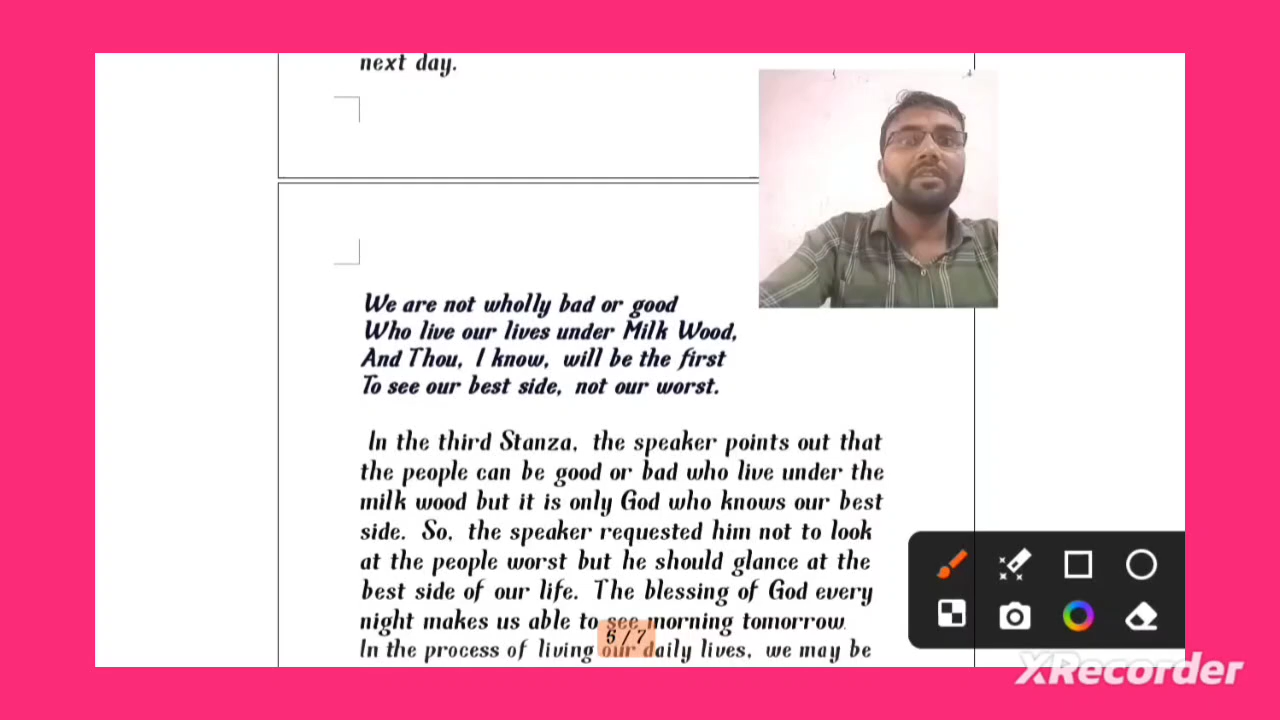 next day.
We are not wholly bad or good
Who live our lives under Milk Wood,
And Thou, I know, will be the first
To see our best side, not our worst.
In the third Stanza, the speaker points out that
the people can be good or bad who live under the
milk wood but it is only God who knows our best
side. So, the speaker requested him not to look
at the people worst but he should glance at the
best side of our life. The blessing of God every
night makes us able to see morning tomorrow.
6/7
In the process of living our daily lives, we may be
XRecorder